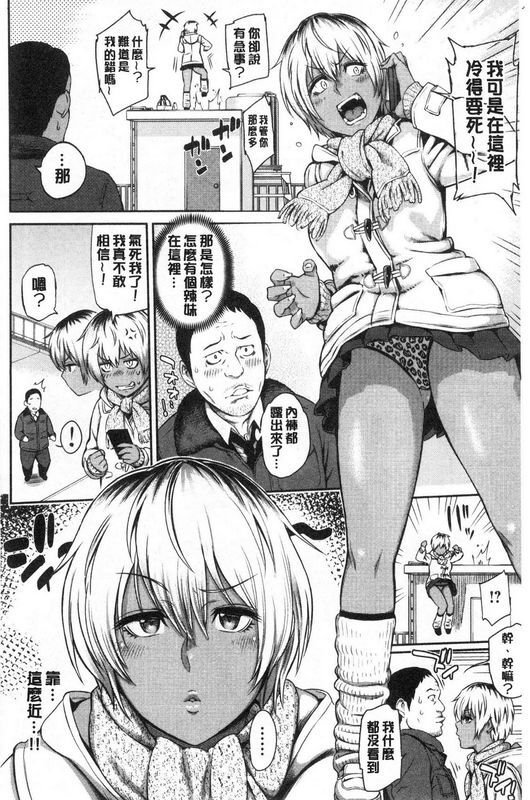 我可是在這裡
冷得要死~~!
你卻說
有急事?
什麼~?
難道是
我的錯嗎~
我管你
那麼多
…那
那是怎樣?
怎麼有個辣妹
在這裡…
內褲都
露出來了…
氣死我了!
我真不敢
相信~!
嗯?
!
!?
幹、幹嘛?
我什麼
都沒看到
……
靠…
這麼近…!!